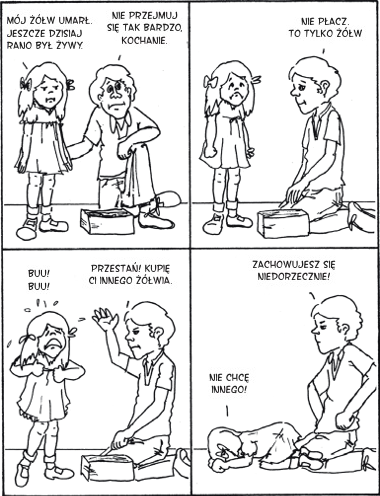 MÓJ ŻÓŁW UMARŁ.
JESZCZE DZISIAJ
RANO BYŁ ŻYWY.
NIE PRZEJMUJ
SIĘ TAK BARDZO,
KOCHANIE.
NIE PŁACZ.
TO TYLKO ŻÓŁW
BUU!
BUU!
PRZESTAŃ! KUPIĘ
CI INNEGO ŻÓŁWIA.
ZACHOWUJESZ SIĘ
NIEDORZECZNIE!
NIE CHCĘ
INNEGO!